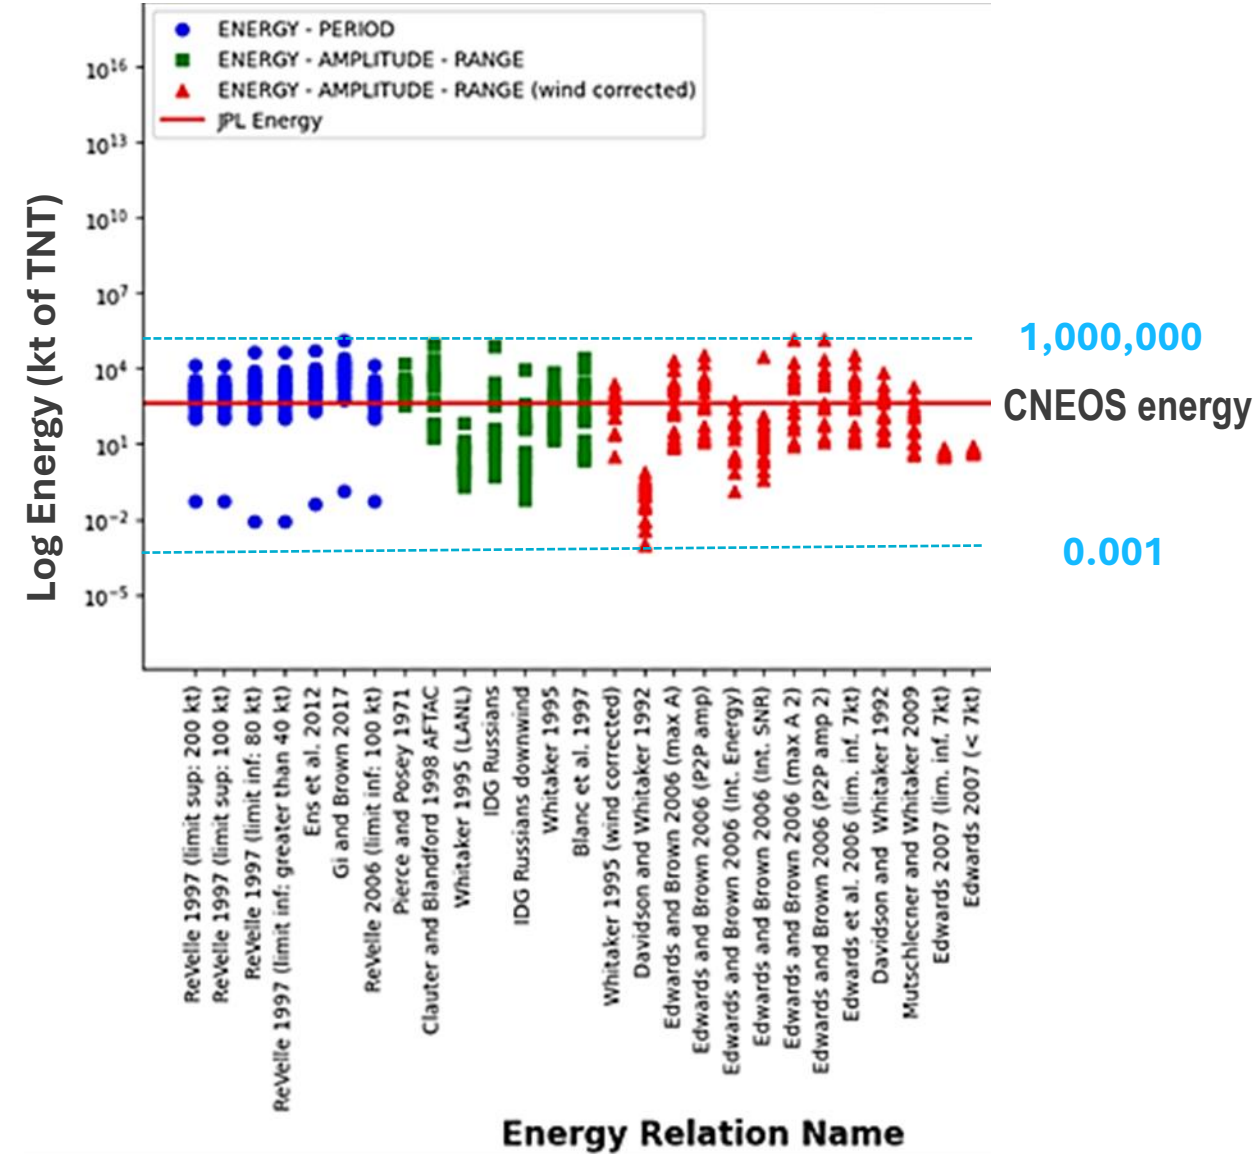 ENERGY - PERIOD
ENERGY - AMPLITUDE - RANGE
ENERGY - AMPLITUDE - RANGE (wind corrected)
JPL Energy
Log Energy (kt of TNT)
10¹⁶
10¹³
10¹⁰
10⁷
10⁴
10¹
10⁻²
10⁻⁵
1,000,000
CNEOS energy
0.001
ReVelle 1997 (limit sup: 200 kt)
ReVelle 1997 (limit sup: 100 kt)
ReVelle 1997 (limit inf: 80 kt)
ReVelle 1997 (limit inf: greater than 40 kt)
Ens et al. 2012
Gi and Brown 2017
ReVelle 2006 (limit inf: 100 kt)
Pierce and Posey 1971
Clauter and Blandford 1998 AFTAC
Whitaker 1995 (LANL)
IDG Russians
IDG Russians downwind
Whitaker 1995
Blanc et al. 1997
Whitaker 1995 (wind corrected)
Davidson and Whitaker 1992
Edwards and Brown 2006 (max A)
Edwards and Brown 2006 (P2P amp)
Edwards and Brown 2006 (Int. Energy)
Edwards and Brown 2006 (Int. SNR)
Edwards and Brown 2006 (max A 2)
Edwards and Brown 2006 (P2P amp 2)
Edwards et al. 2006 (lim. inf. 7kt)
Davidson and Whitaker 1992
Mutschlecner and Whitaker 2009
Edwards 2007 (lim. inf. 7kt)
Edwards 2007 (< 7kt)
Energy Relation Name